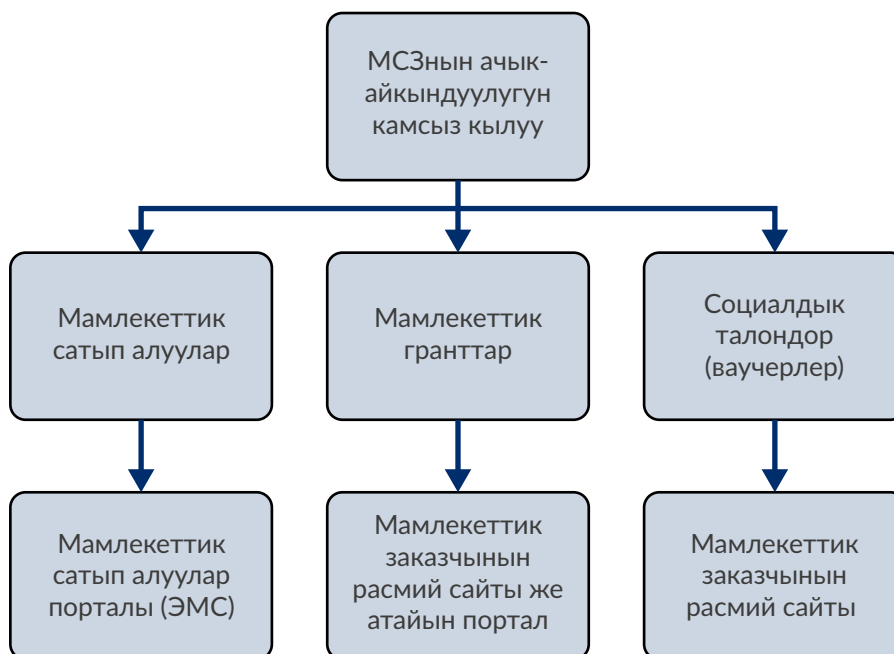 МСЗнын ачык-
айкындуулугун
камсыз кылуу
Мамлекеттик
сатып алуулар
Мамлекеттик
гранттар
Социалдык
талондор
(ваучерлер)
Мамлекеттик
сатып алуулар
порталы (ЭМС)
Мамлекеттик
заказчынын
расмий сайты же
атайын портал
Мамлекеттик
заказчынын
расмий сайты